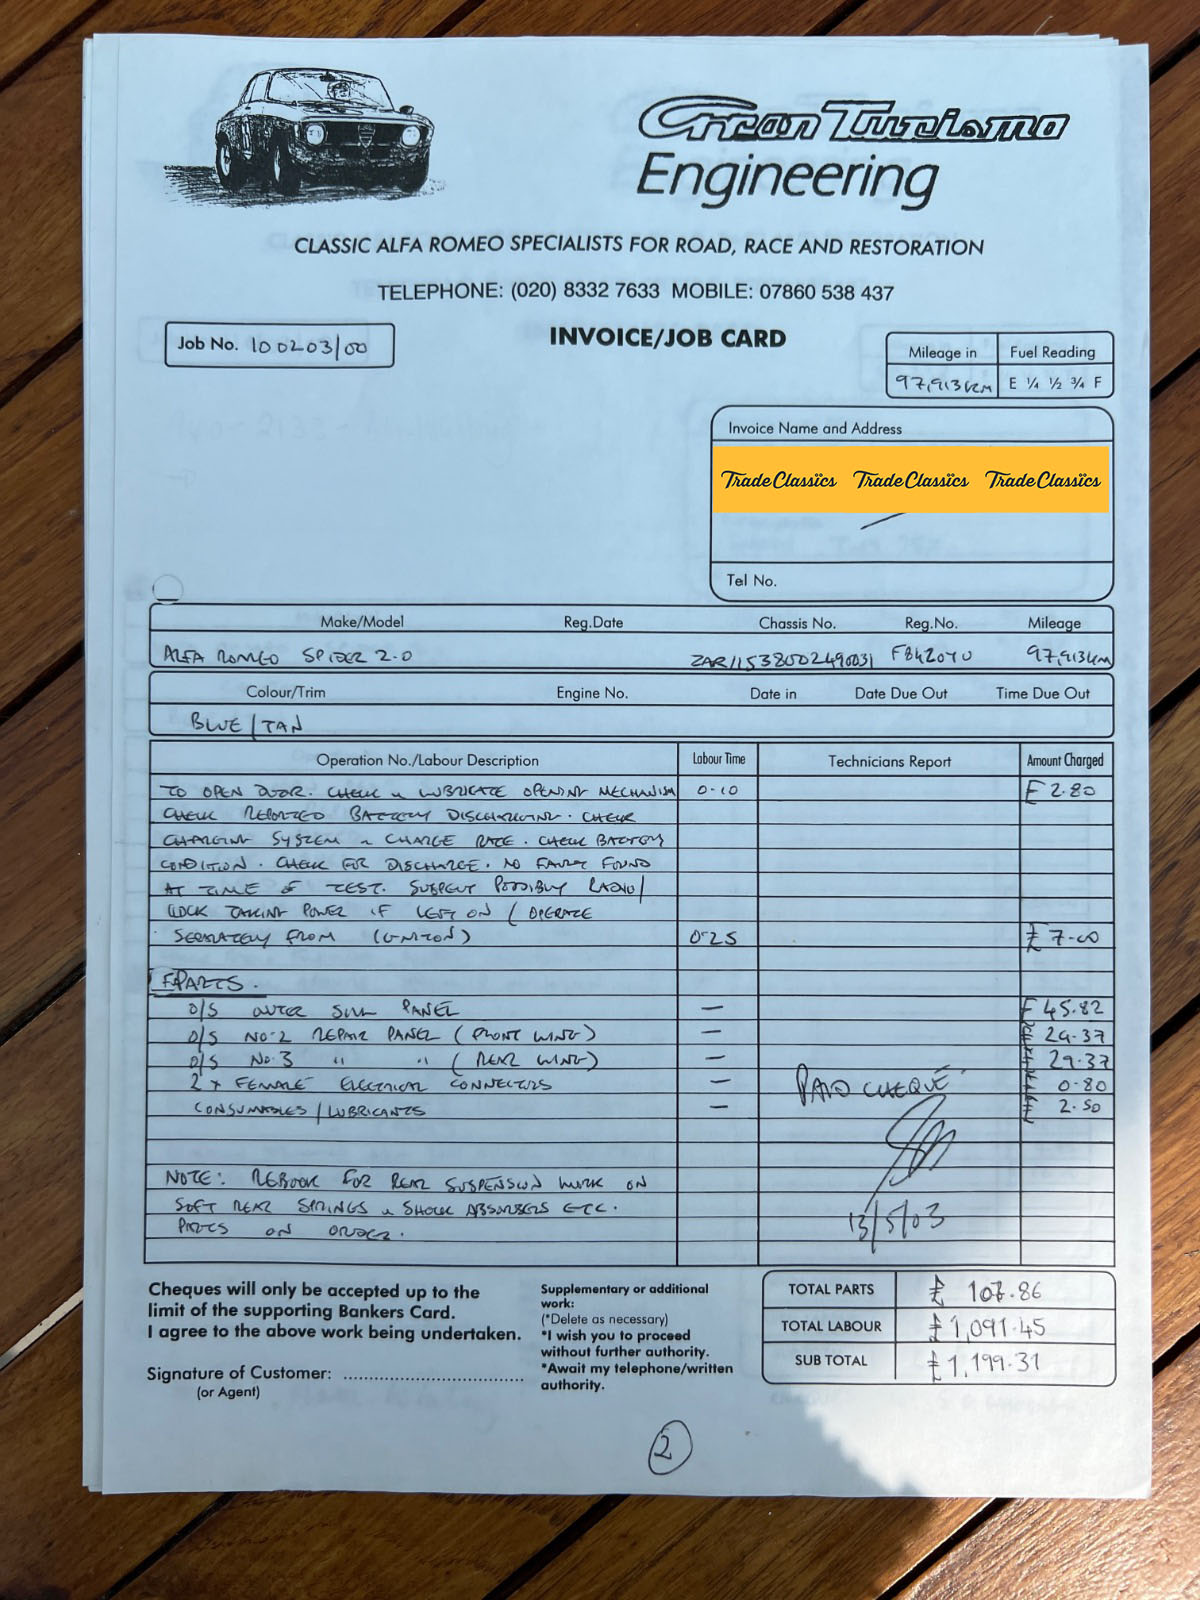 Gran Turismo
Engineering
CLASSIC ALFA ROMEO SPECIALISTS FOR ROAD, RACE AND RESTORATION
TELEPHONE: (020) 8332 7633 MOBILE: 07860 538 437
INVOICE/JOB CARD
Job No. 100203/00
Mileage in Fuel Reading
97,913KM E 1/4 1/2 3/4 F
Invoice Name and Address
TradeClassics TradeClassics TradeClassics
Tel No.
Make/Model Reg.Date Chassis No. Reg.No. Mileage
ALFA ROMEO SPIDER 2.0 97,913KM
Colour/Trim Engine No. Date in Date Due Out Time Due Out
BLUE/TAN
Operation No./Labour Description Labour Time Technicians Report Amount Charged
TO OPEN DOOR. CHECK & LUBRICATE OPENING MECHANISM 0-10 £2.80
CHECK REPORTED BATTERY DISCHARGING. CHECK
CHARGING SYSTEM & CHARGE RATE. CHECK BATTERY
CONDITION. CHECK FOR DISCHARGE. NO FAULT FOUND
AT TIME OF TEST. SUSPECT POSSIBLY RADIO/
CLOCK TAKING POWER IF LEFT ON (OPERATE
SEPARATELY FROM IGNITION) 0-25 £7-00
PARTS.
O/S OUTER SILL PANEL — £45.82
O/S NO-2 REPAIR PANEL (FRONT WING) — 29-37
O/S NO.3 " " (REAR WING) — 29.37
2 x FEMALE ELECTRICAL CONNECTORS — 0-80
CONSUMABLES/LUBRICANTS — 2.50
PAID CHEQUE
NOTE: REBOOK FOR REAR SUSPENSION WORK ON
SOFT REAR SPRINGS & SHOCK ABSORBERS ETC.
PARTS ON ORDER.
13/5/03
Cheques will only be accepted up to the
limit of the supporting Bankers Card.
I agree to the above work being undertaken.
Signature of Customer:
(or Agent)
Supplementary or additional
work:
(*Delete as necessary)
*I wish you to proceed
without further authority.
*Await my telephone/written
authority.
TOTAL PARTS £ 107.86
TOTAL LABOUR £1,091.45
SUB TOTAL £1,199.31
2